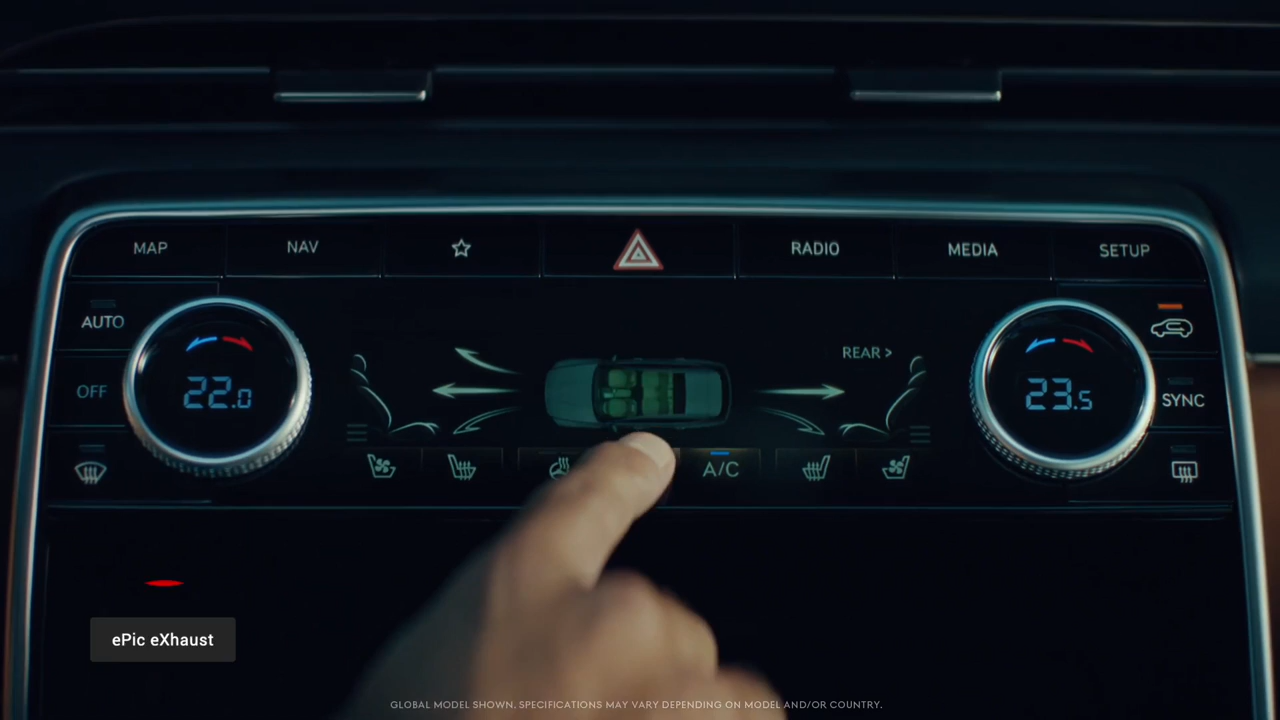 MAP NAV RADIO MEDIA SETUP
AUTO
REAR >
22.0 23.5
OFF SYNC
A/C
ePic eXhaust
GLOBAL MODEL SHOWN. SPECIFICATIONS MAY VARY DEPENDING ON MODEL AND/OR COUNTRY.